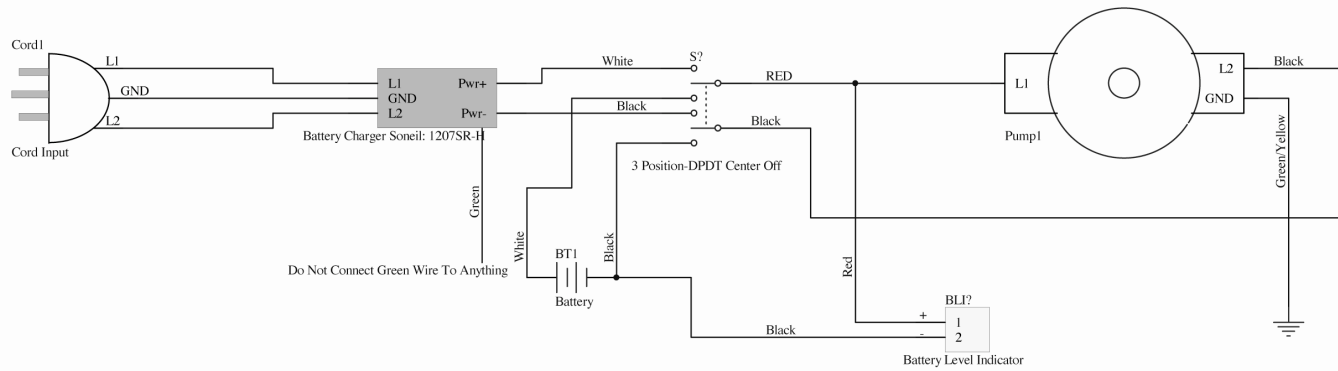 Cord1
L1
GND
L2
Cord Input
L1
GND
L2
Pwr+
Pwr-
Battery Charger Soneil: 1207SR-H
Green
Do Not Connect Green Wire To Anything
White
Black
S?
RED
Black
3 Position-DPDT Center Off
White
BT1
Battery
Black
Black
Red
BLI?
+
-
1
2
Battery Level Indicator
L1
Pump1
L2
GND
Black
Green/Yellow